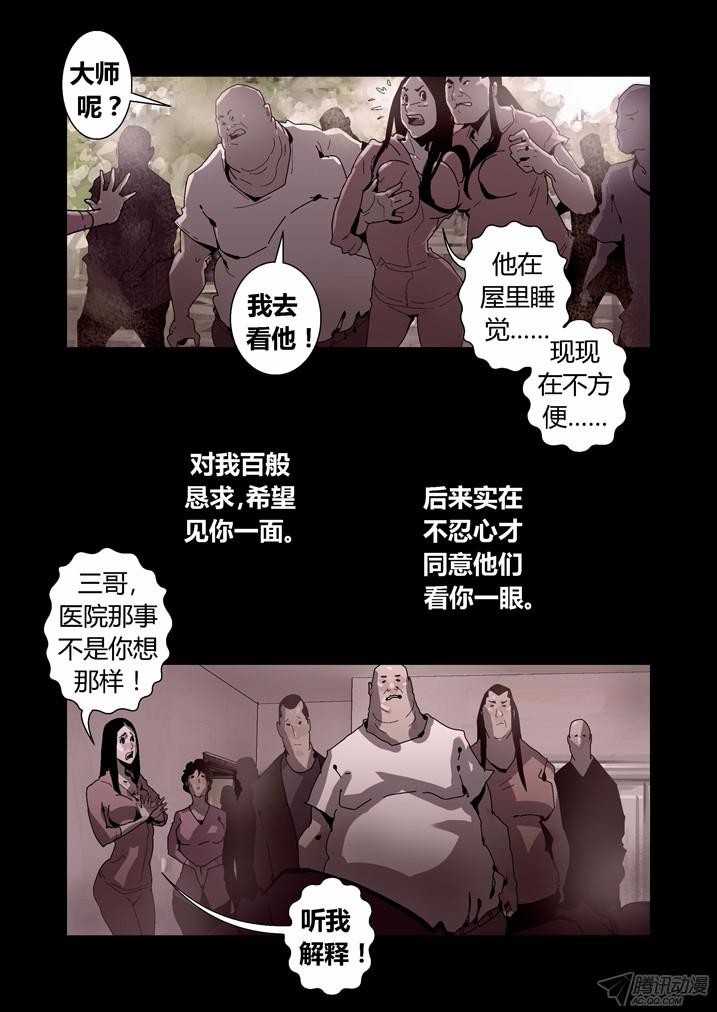 大师
呢？
我去
看他！
他在
屋里睡
觉……
现现
在不方
便……
对我百般
恳求，希望
见你一面。
后来实在
不忍心才
同意他们
看你一眼。
三哥，
医院那事
不是你想
那样！
听我
解释！
腾讯动漫
AC.QQ.COM